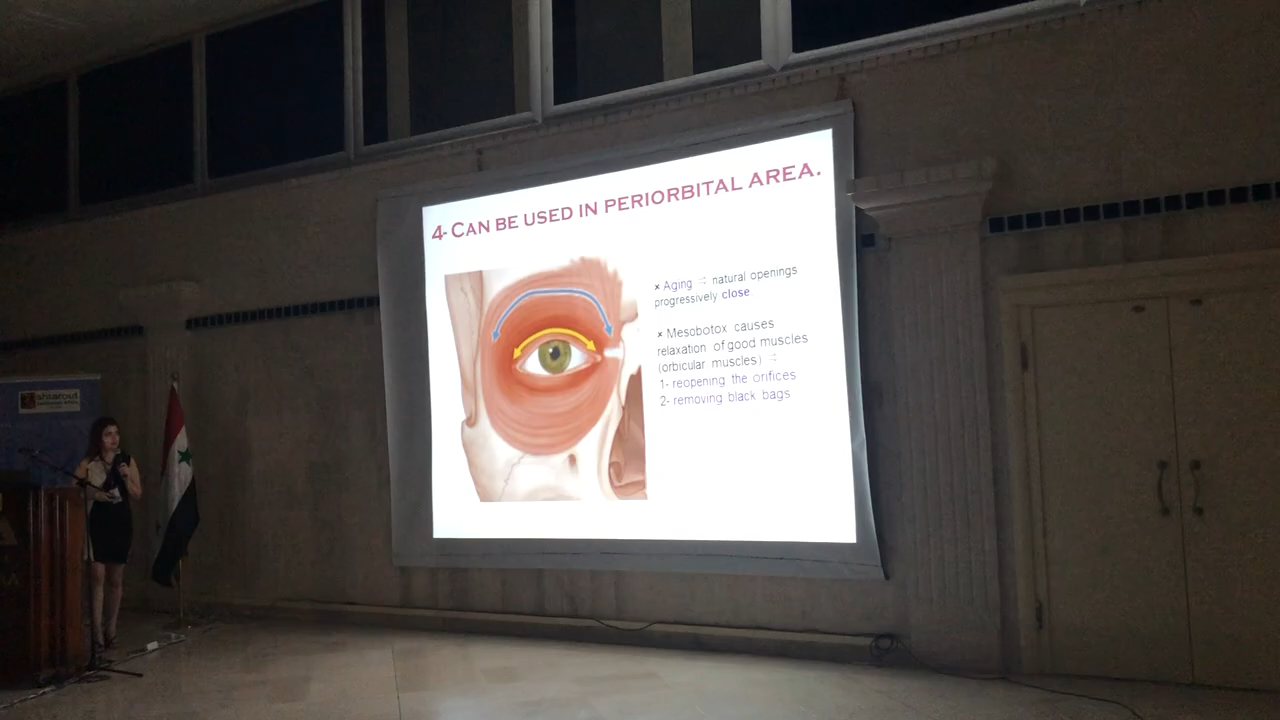 4- CAN BE USED IN PERIORBITAL AREA.
× Aging = natural openings
progressively close
× Mesobotox causes
relaxation of good muscles
(orbicular muscles) =
1- reopening the orifices
2- removing black bags
shtarout